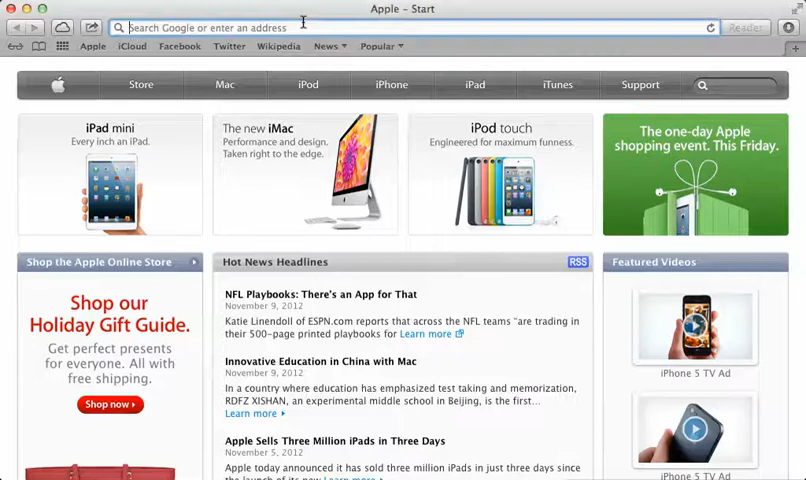 Apple – Start
Search Google or enter an address
Reader
Apple iCloud Facebook Twitter Wikipedia News Popular
Store Mac iPod iPhone iPad iTunes Support
iPad mini
Every inch an iPad.
The new iMac
Performance and design.
Taken right to the edge.
iPod touch
Engineered for maximum funness.
The one-day Apple
shopping event. This Friday.
Shop the Apple Online Store
Shop our
Holiday Gift Guide.
Get perfect presents
for everyone. All with
free shipping.
Shop now
Hot News Headlines RSS
NFL Playbooks: There's an App for That
November 9, 2012
Katie Linendoll of ESPN.com reports that across the NFL teams "are trading in
their 500-page printed playbooks for Learn more
Innovative Education in China with Mac
November 9, 2012
In a country where education has emphasized test taking and memorization,
RDFZ XISHAN, an experimental middle school in Beijing, is the first...
Learn more
Apple Sells Three Million iPads in Three Days
November 5, 2012
Apple today announced it has sold three million iPads in just three days since
the launch of its new Learn more
Featured Videos
iPhone 5 TV Ad
iPhone 5 TV Ad